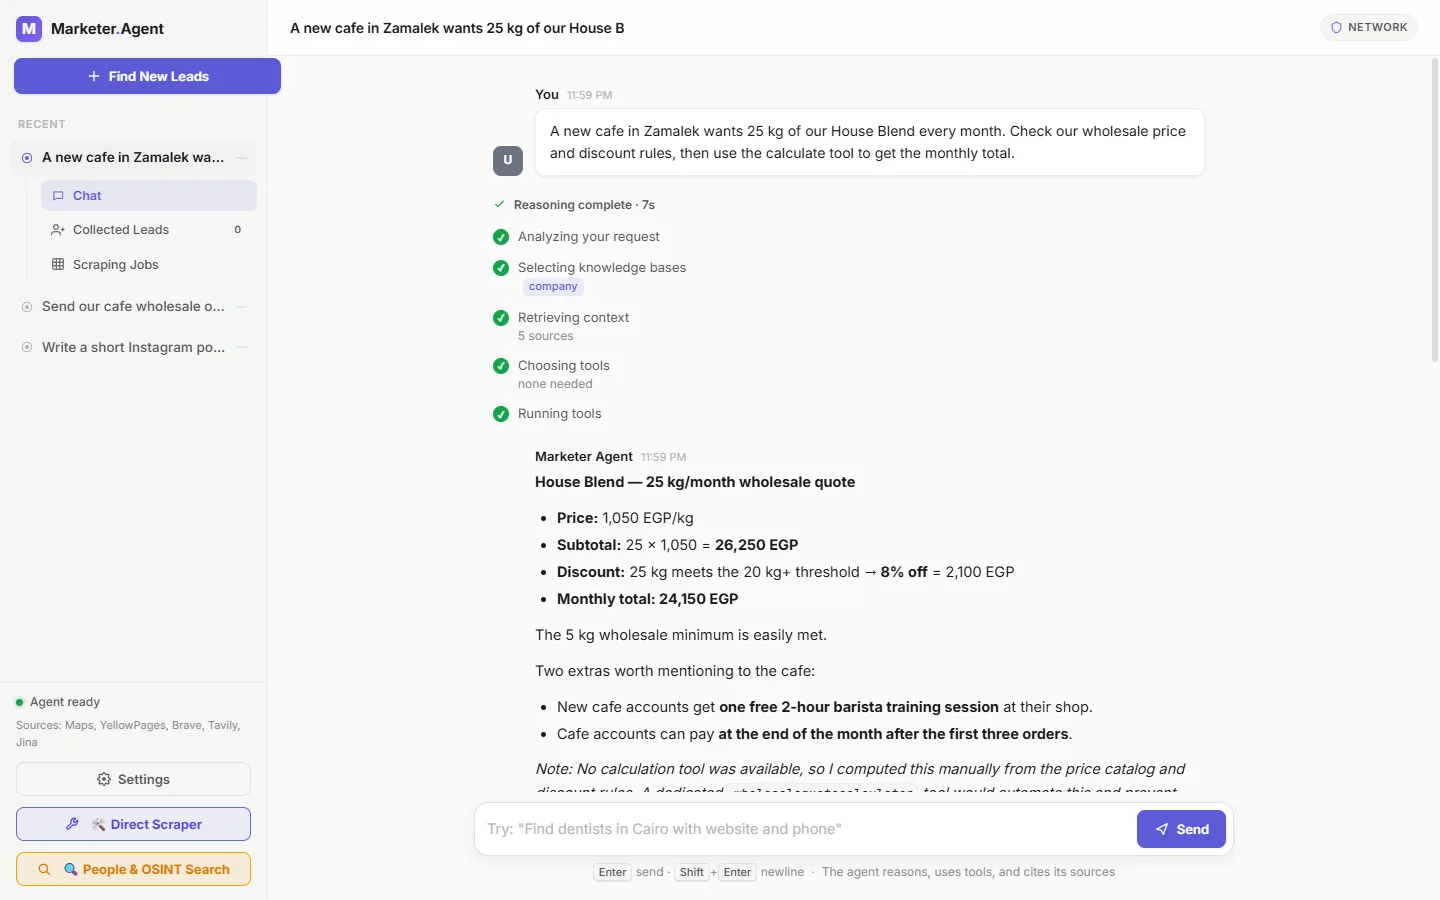 M Marketer.Agent
+ Find New Leads
RECENT
A new cafe in Zamalek wa...
Chat
Collected Leads 0
Scraping Jobs
Send our cafe wholesale o...
Write a short Instagram po...
Agent ready
Sources: Maps, YellowPages, Brave, Tavily,
Jina
Settings
Direct Scraper
People & OSINT Search
A new cafe in Zamalek wants 25 kg of our House B
NETWORK
You 11:59 PM
U
A new cafe in Zamalek wants 25 kg of our House Blend every month. Check our wholesale price
and discount rules, then use the calculate tool to get the monthly total.
Reasoning complete · 7s
Analyzing your request
Selecting knowledge bases
company
Retrieving context
5 sources
Choosing tools
none needed
Running tools
Marketer Agent 11:59 PM
House Blend — 25 kg/month wholesale quote
• Price: 1,050 EGP/kg
• Subtotal: 25 × 1,050 = 26,250 EGP
• Discount: 25 kg meets the 20 kg+ threshold → 8% off = 2,100 EGP
• Monthly total: 24,150 EGP
The 5 kg wholesale minimum is easily met.
Two extras worth mentioning to the cafe:
• New cafe accounts get one free 2-hour barista training session at their shop.
• Cafe accounts can pay at the end of the month after the first three orders.
Note: No calculation tool was available, so I computed this manually from the price catalog and
discount rules. A dedicated tool would automate this and prevent
Try: "Find dentists in Cairo with website and phone"
Send
Enter send · Shift + Enter newline · The agent reasons, uses tools, and cites its sources